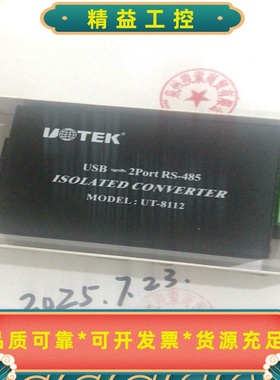 精益工控
UOTEK
USB 2Port RS-485
ISOLATED CONVERTER
MODEL : UT-8112
2025.7.23.
品质可靠*可开发票*货源充足